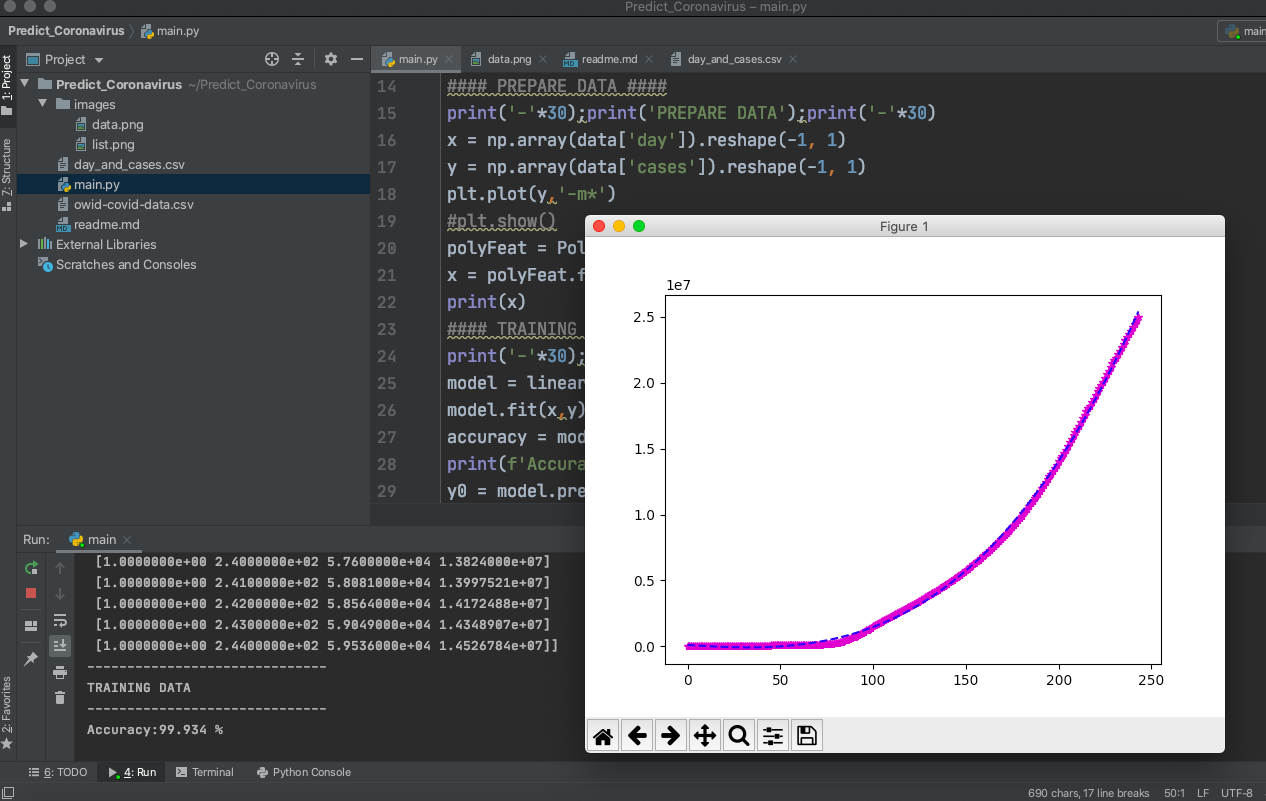 Predict_Coronavirus – main.py
Predict_Coronavirus
main.py
main
1: Project
7: Structure
2: Favorites
Project
Predict_Coronavirus ~/Predict_Coronavirus
images
data.png
list.png
day_and_cases.csv
main.py
owid-covid-data.csv
readme.md
External Libraries
Scratches and Consoles
main.py
data.png
readme.md
day_and_cases.csv
14 #### PREPARE DATA ####
15 print('-'*30);print('PREPARE DATA');print('-'*30)
16 x = np.array(data['day']).reshape(-1, 1)
17 y = np.array(data['cases']).reshape(-1, 1)
18 plt.plot(y,'-m*')
19 #plt.show()
20 polyFeat = Pol
21 x = polyFeat.f
22 print(x)
23 #### TRAINING
24 print('-'*30);
25 model = linear
26 model.fit(x,y)
27 accuracy = mod
28 print(f'Accura
29 y0 = model.pre
Figure 1
1e7
2.5
2.0
1.5
1.0
0.5
0.0
0 50 100 150 200 250
Run: main
[1.0000000e+00 2.4000000e+02 5.7600000e+04 1.3824000e+07]
[1.0000000e+00 2.4100000e+02 5.8081000e+04 1.3997521e+07]
[1.0000000e+00 2.4200000e+02 5.8564000e+04 1.4172488e+07]
[1.0000000e+00 2.4300000e+02 5.9049000e+04 1.4348907e+07]
[1.0000000e+00 2.4400000e+02 5.9536000e+04 1.4526784e+07]]
------------------------------
TRAINING DATA
------------------------------
Accuracy:99.934 %
6: TODO
4: Run
Terminal
Python Console
690 chars, 17 line breaks 50:1 LF UTF-8